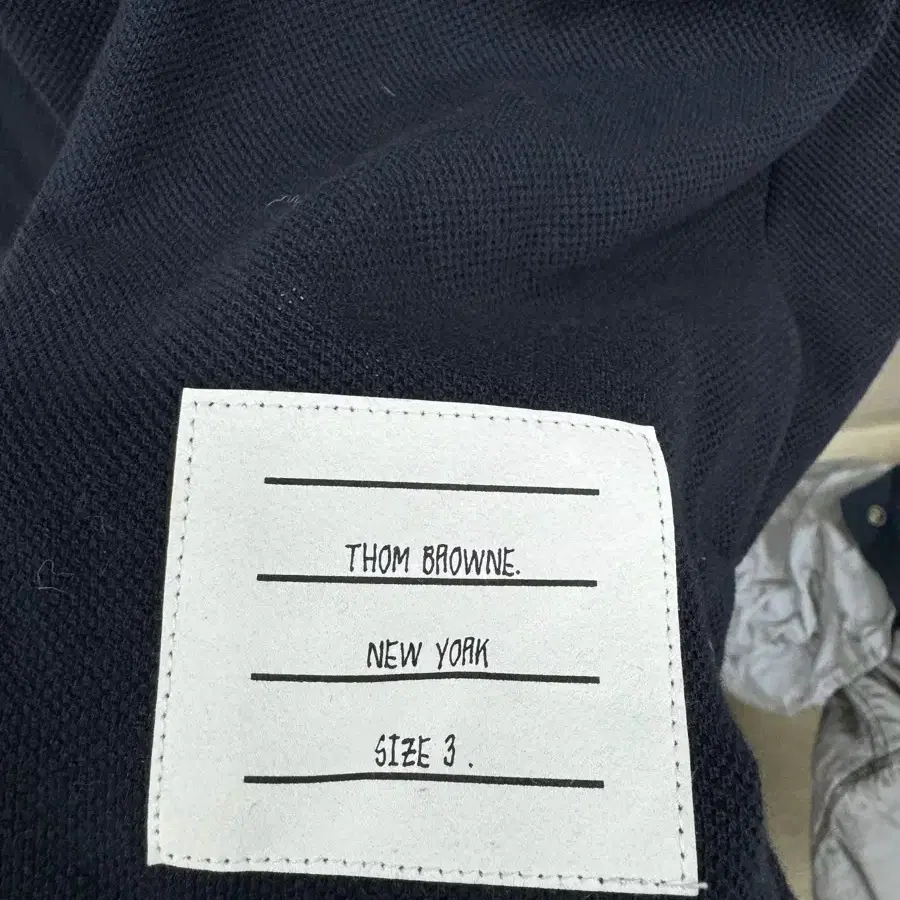 THOM BROWNE.
NEW YORK
SIZE 3.